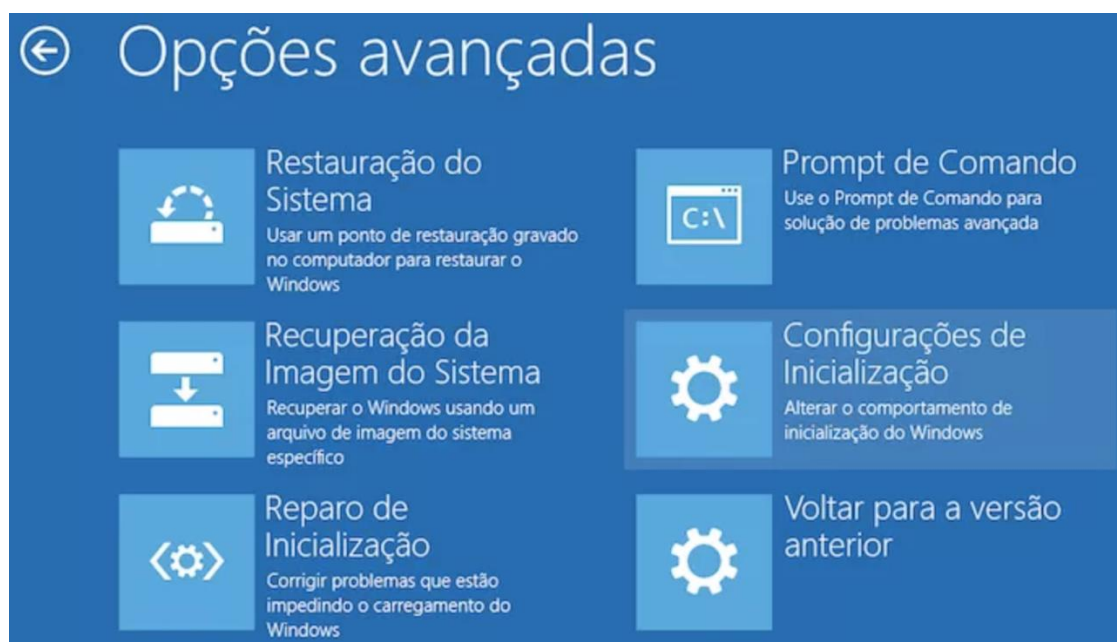 Opções avançadas
Restauração do
Sistema
Usar um ponto de restauração gravado
no computador para restaurar o
Windows
Prompt de Comando
Use o Prompt de Comando para
solução de problemas avançada
C:\
Recuperação da
Imagem do Sistema
Recuperar o Windows usando um
arquivo de imagem do sistema
específico
Configurações de
Inicialização
Alterar o comportamento de
inicialização do Windows
Reparo de
Inicialização
Corrigir problemas que estão
impedindo o carregamento do
Windows
Voltar para a versão
anterior